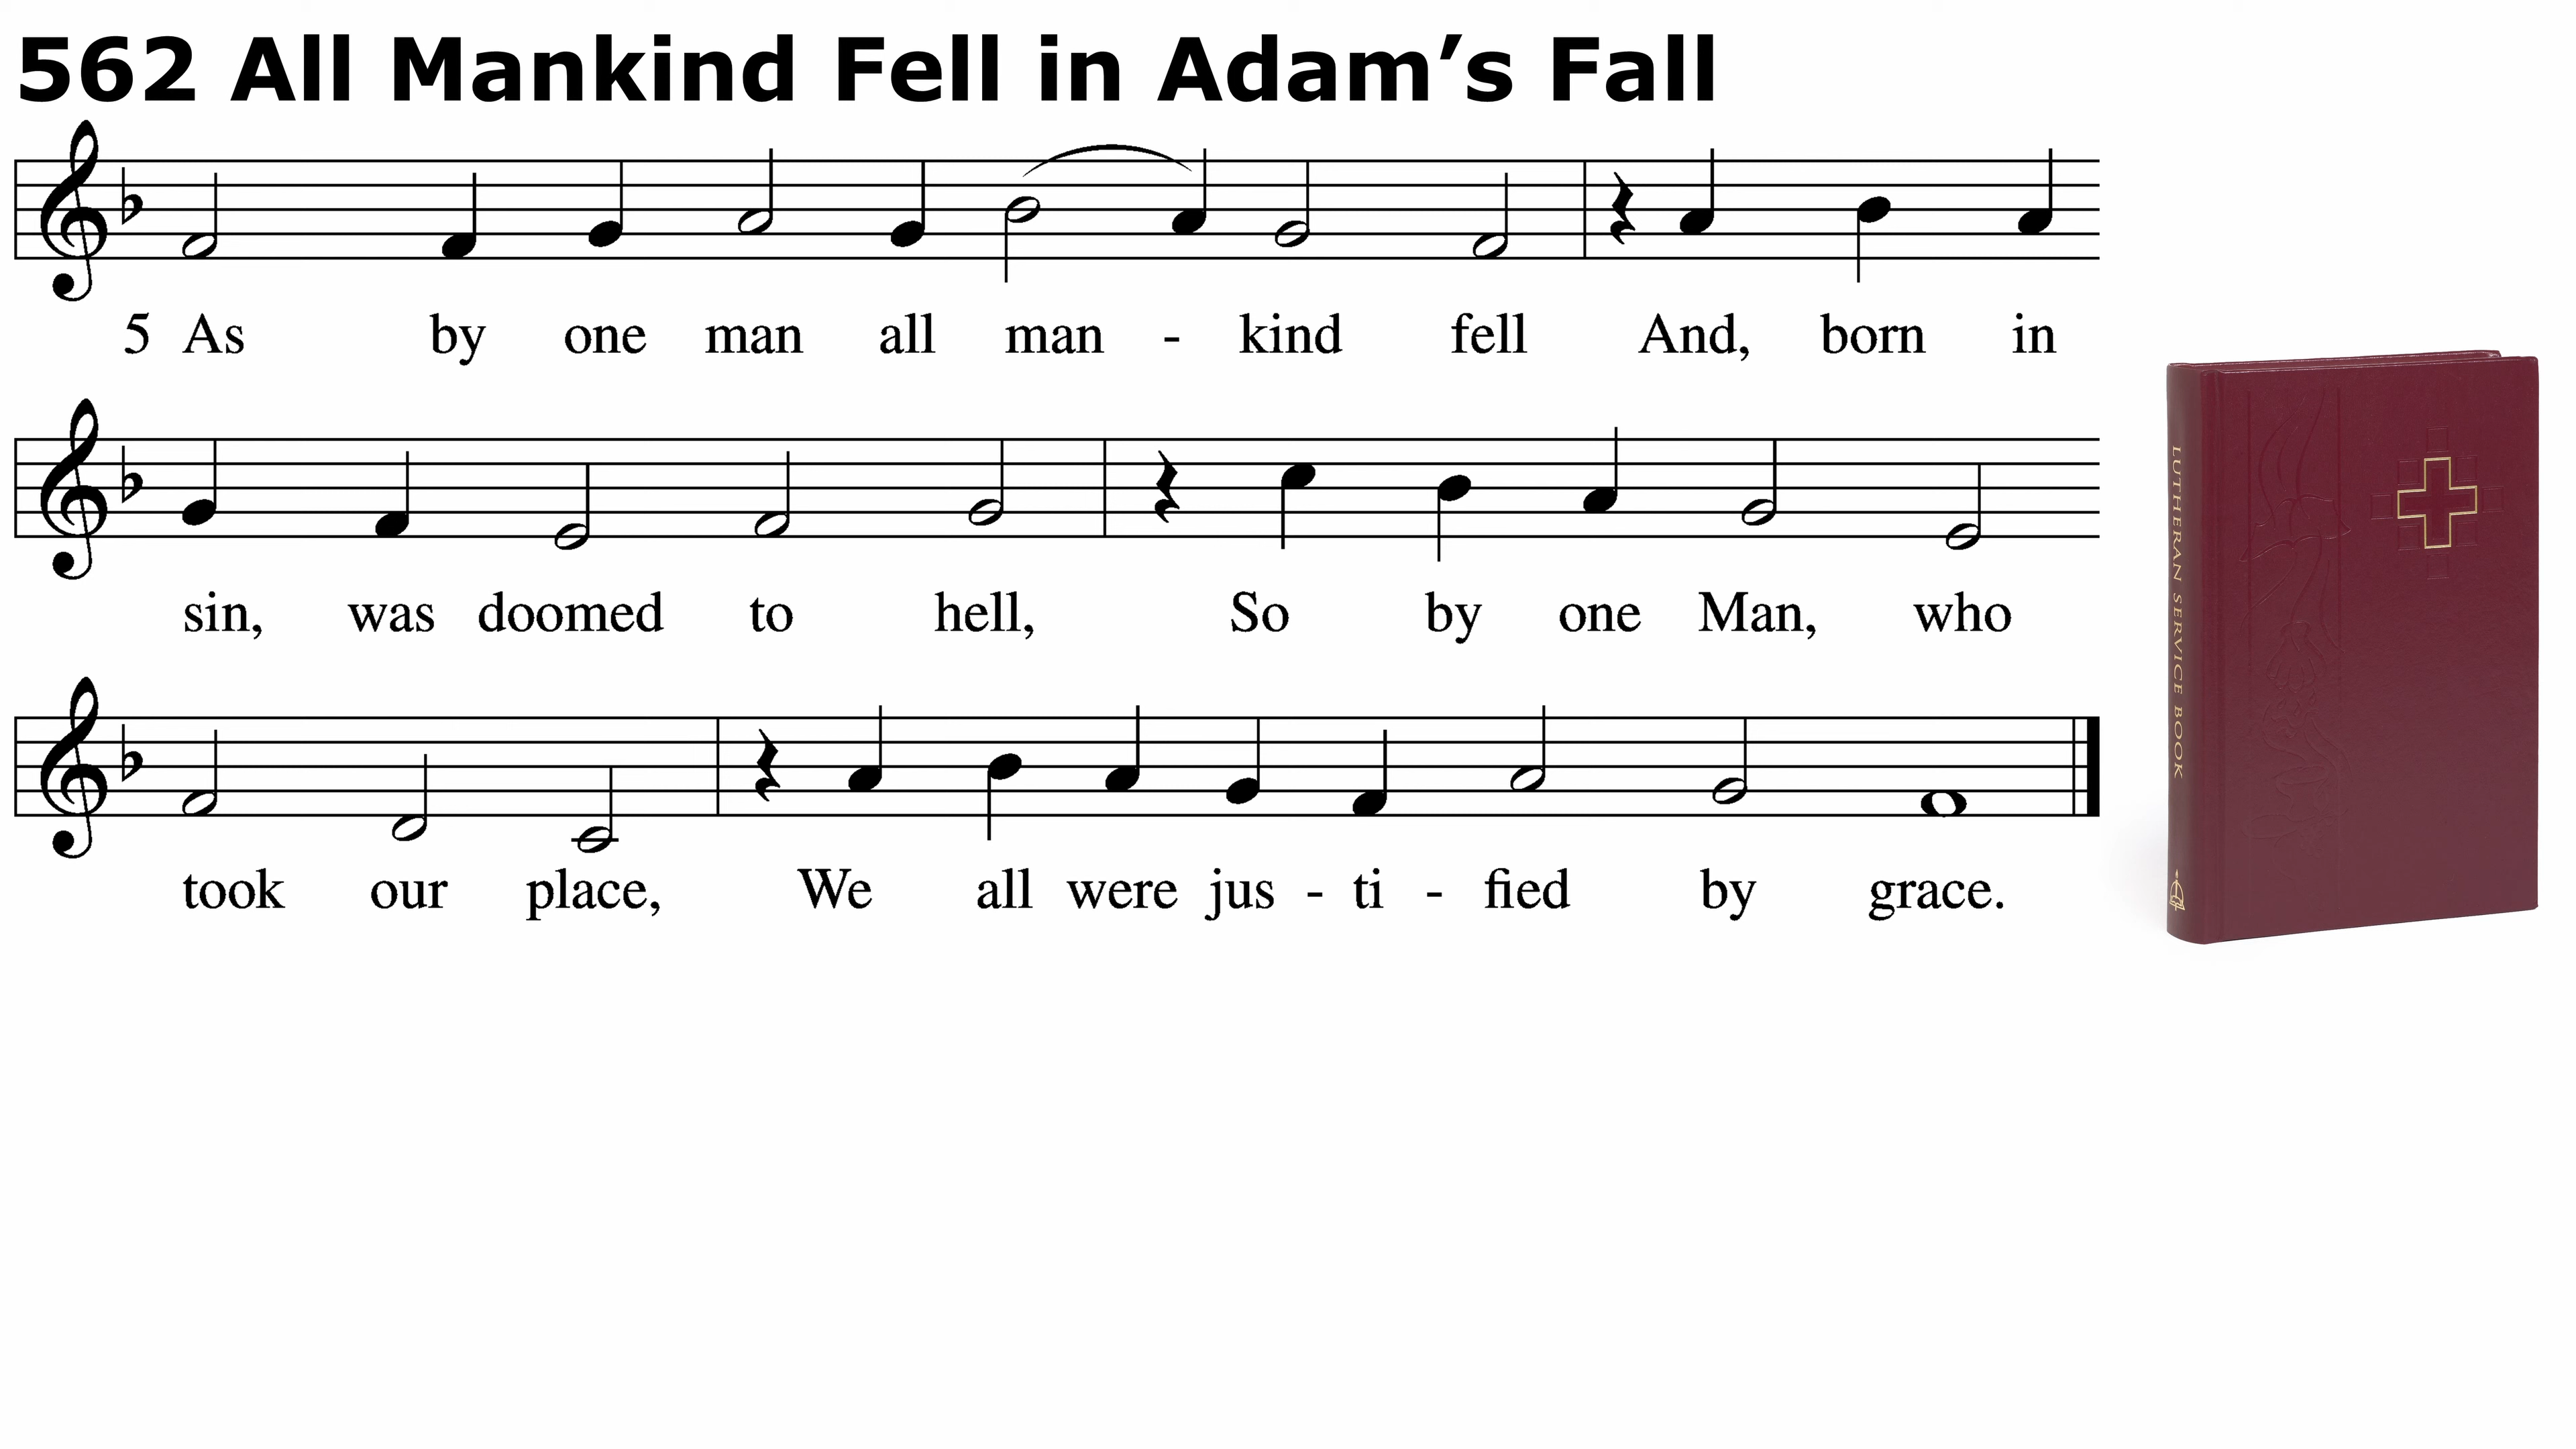 562 All Mankind Fell in Adam’s Fall
5 As by one man all man - kind fell And, born in
sin, was doomed to hell, So by one Man, who
took our place, We all were jus - ti - fied by grace.
LUTHERAN SERVICE BOOK